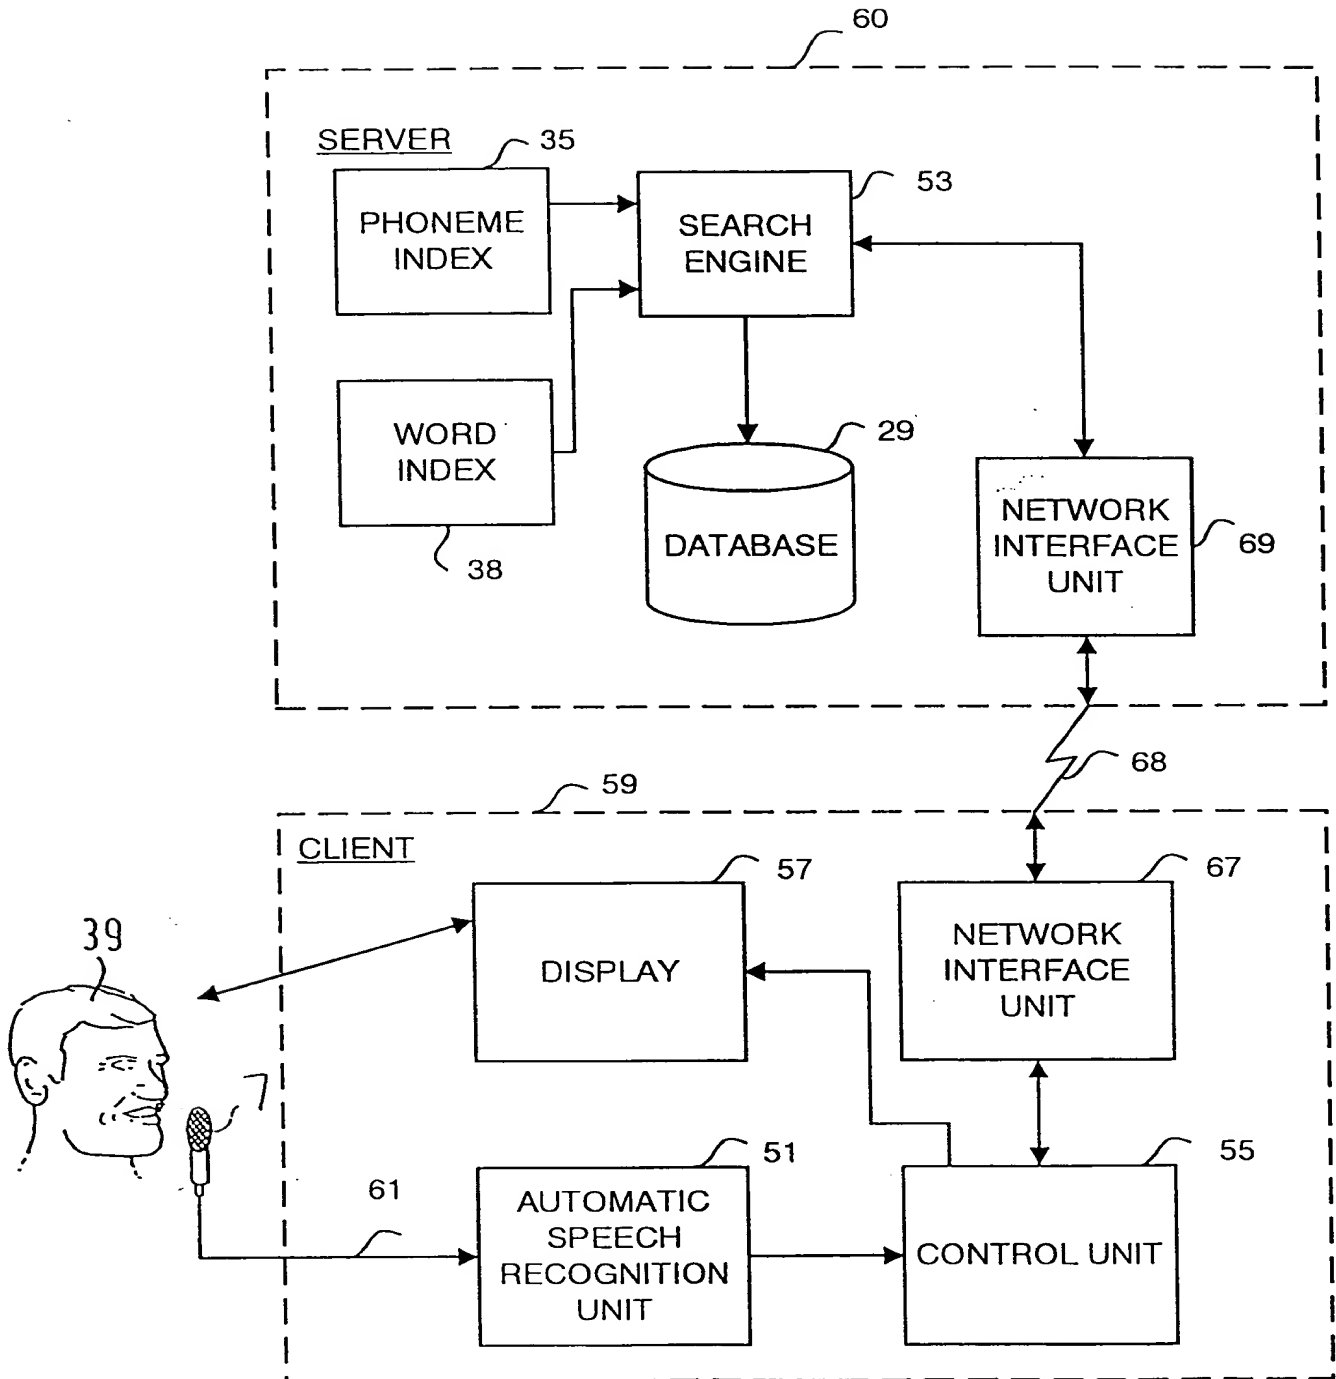 60
SERVER
35
53
PHONEME
INDEX
SEARCH
ENGINE
WORD
INDEX
38
29
DATABASE
NETWORK
INTERFACE
UNIT
69
68
59
CLIENT
57
67
39
DISPLAY
NETWORK
INTERFACE
UNIT
61
51
55
AUTOMATIC
SPEECH
RECOGNITION
UNIT
CONTROL UNIT